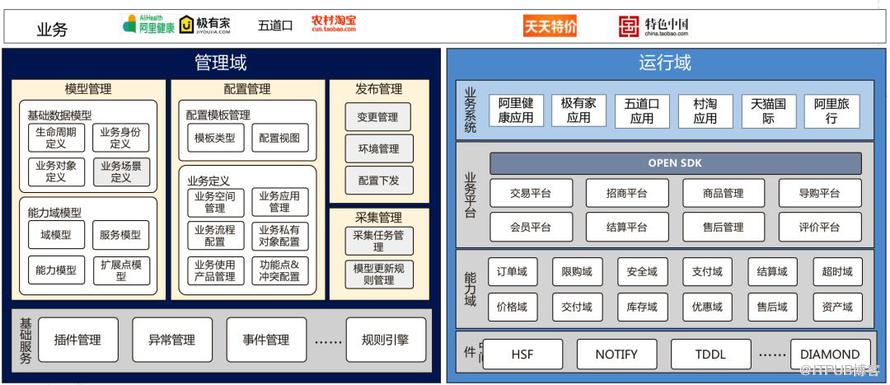 业务
AliHealth
阿里健康
极有家
JIYOUJIA.COM
五道口
农村淘宝
cun.taobao.com
天天特价
特色中国
china.taobao.com
管理域
模型管理
基础数据模型
生命周期
定义
业务身份
定义
业务对象
定义
业务场景
定义
能力域模型
域模型
服务模型
能力模型
扩展点模
型
配置管理
配置模板管理
模板类型
配置视图
业务定义
业务空间
管理
业务应用
管理
业务流程
配置
业务私有
对象配置
业务使用
产品管理
功能点&
冲突配置
发布管理
变更管理
环境管理
配置下发
采集管理
采集任务管
理
模型更新规
则管理
基础服务
插件管理
异常管理
事件管理
······
规则引擎
运行域
业务系统
阿里健
康应用
极有家
应用
五道口
应用
村淘
应用
天猫国
际
阿里旅
行
业务平台
OPEN SDK
交易平台
招商平台
商品管理
导购平台
会员平台
结算平台
售后管理
评价平台
能力域
订单域
限购域
安全域
支付域
结算域
超时域
价格域
交付域
库存域
优惠域
售后域
资产域
中间件
HSF
NOTIFY
TDDL
······
DIAMOND
@ITPUB博客